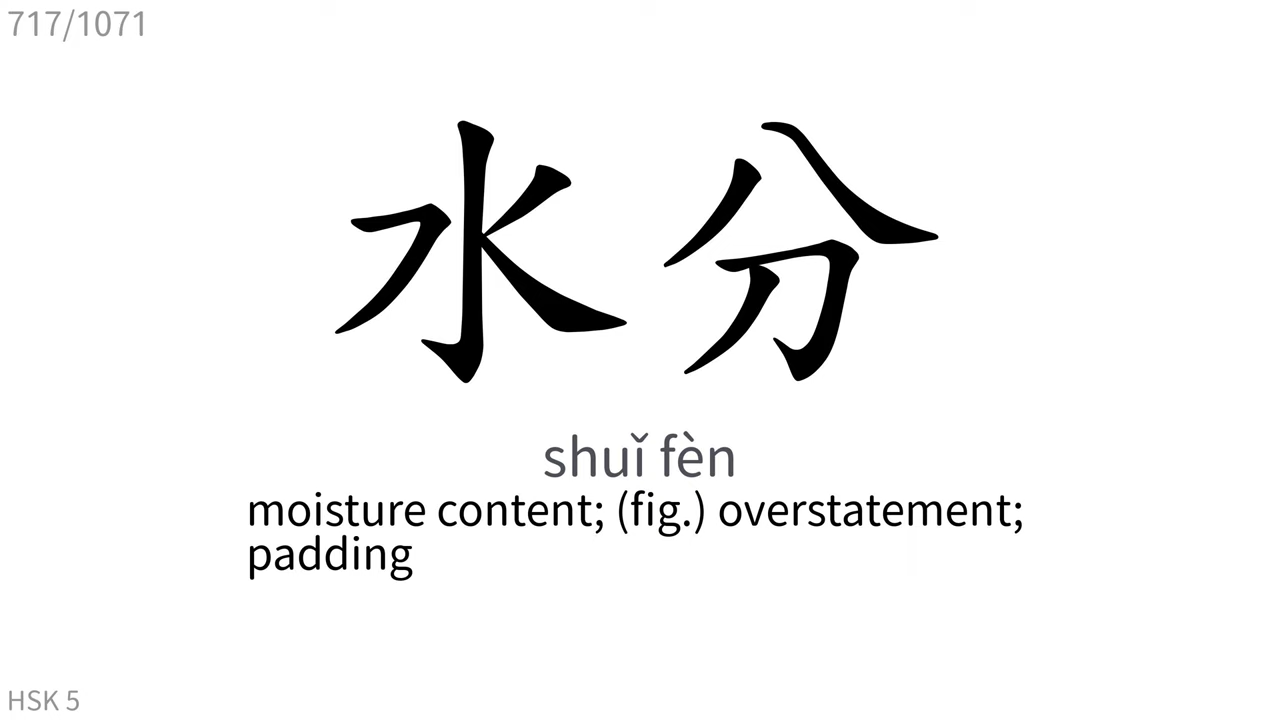 717/1071
水分
shuǐ fèn
moisture content; (fig.) overstatement;
padding
HSK 5